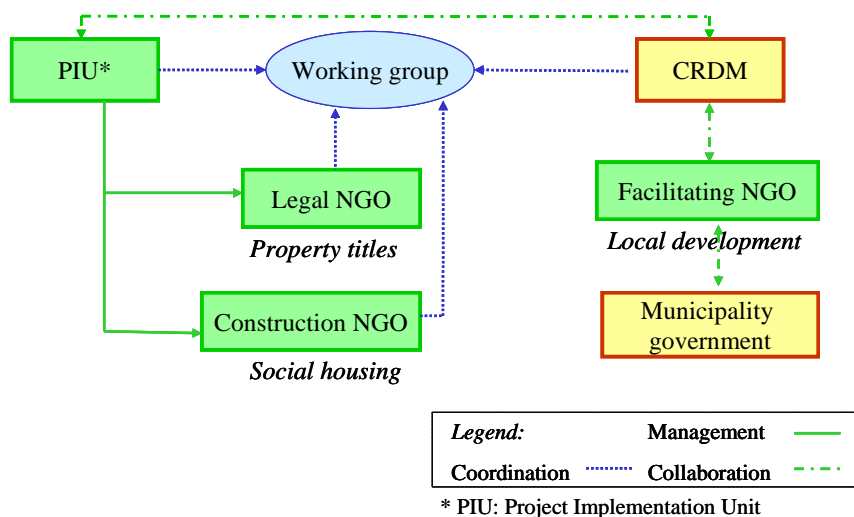 PIU*
Working group
CRDM
Legal NGO
Property titles
Facilitating NGO
Local development
Construction NGO
Social housing
Municipality
government
Legend:
Management
Coordination
Collaboration
* PIU: Project Implementation Unit